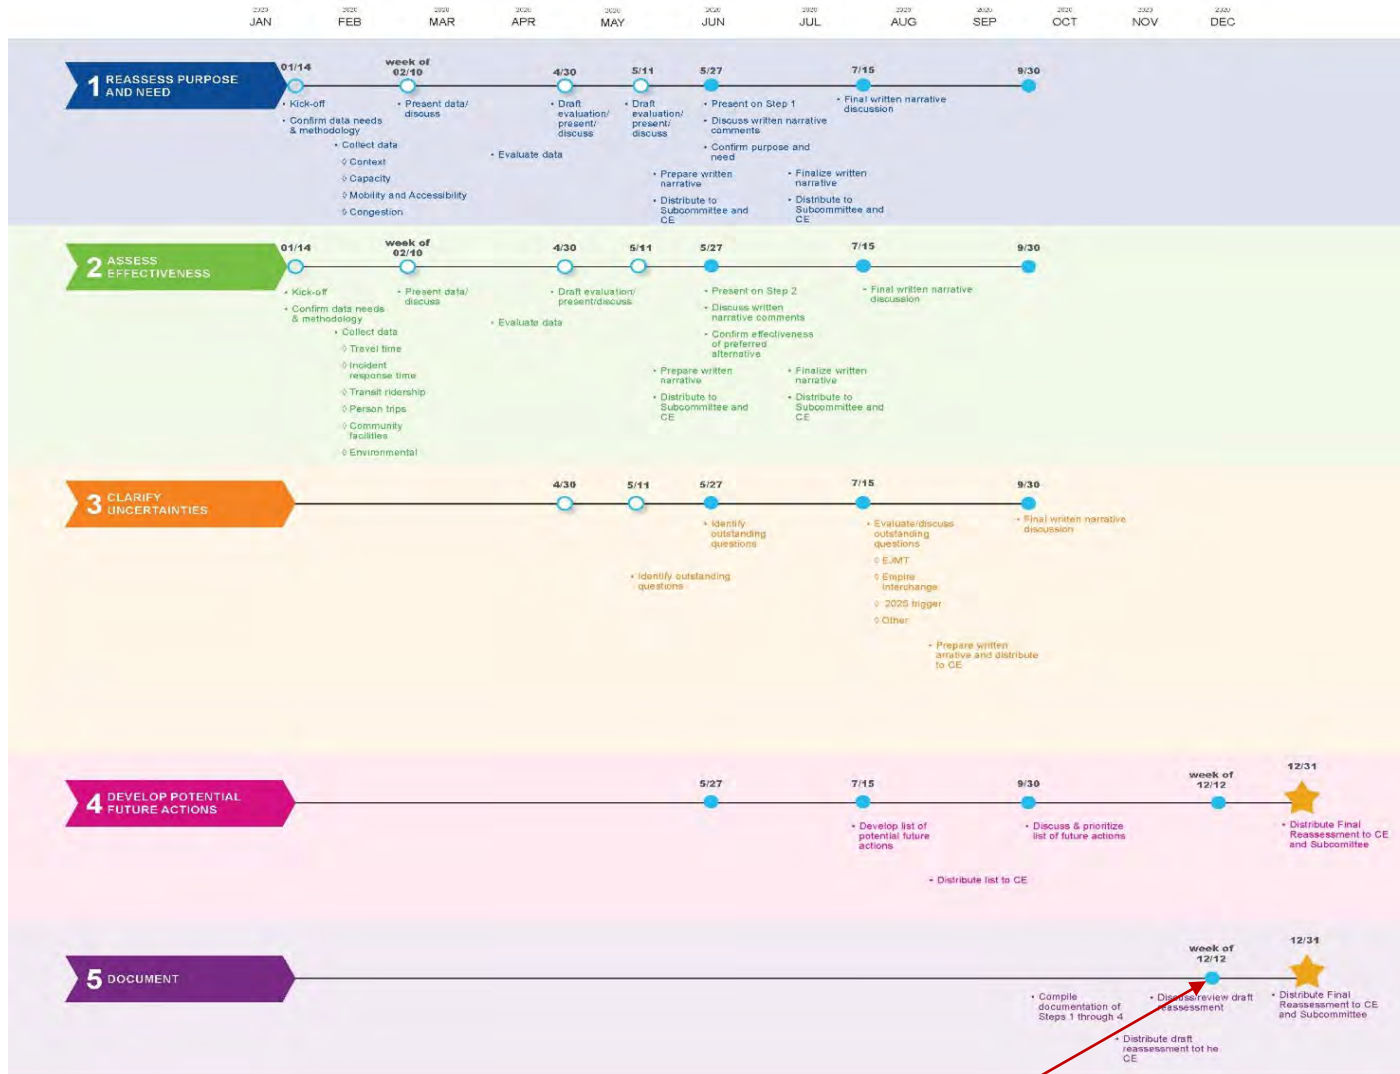 2020 2020 2020 2020 2020 2020 2020 2020 2020 2020 2020 2020
JAN FEB MAR APR MAY JUN JUL AUG SEP OCT NOV DEC
1 REASSESS PURPOSE
AND NEED
01/14
week of
02/10
4/30
5/11
5/27
7/15
9/30
• Kick-off
• Confirm data needs
& methodology
• Collect data
◊ Context
◊ Capacity
◊ Mobility and Accessibility
◊ Congestion
• Present data/
discuss
• Evaluate data
• Draft
evaluation/
present/
discuss
• Draft
evaluation/
present/
discuss
• Prepare written
narrative
• Distribute to
Subcommittee and
CE
• Present on Step 1
• Discuss written narrative
comments
• Confirm purpose and
need
• Finalize written
narrative
• Distribute to
Subcommittee and
CE
• Final written narrative
discussion
2 ASSESS
EFFECTIVENESS
01/14
week of
02/10
4/30
5/11
5/27
7/15
9/30
• Kick-off
• Confirm data needs
& methodology
• Collect data
◊ Travel time
◊ Incident
response time
◊ Transit ridership
◊ Person trips
◊ Community
facilities
◊ Environmental
• Present data/
discuss
• Evaluate data
• Draft evaluation/
present/discuss
• Prepare written
narrative
• Distribute to
Subcommittee and
CE
• Present on Step 2
• Discuss written
narrative comments
• Confirm effectiveness
of preferred
alternative
• Finalize written
narrative
• Distribute to
Subcommittee and
CE
• Final written narrative
discussion
3 CLARIFY
UNCERTAINTIES
4/30
5/11
5/27
7/15
9/30
• Identify outstanding
questions
• Identify
outstanding
questions
• Evaluate/discuss
outstanding
questions
◊ EJMT
◊ Empire
Interchange
◊ 2025 trigger
◊ Other
• Prepare written
arrative and distribute
to CE
• Final written narrative
discussion
4 DEVELOP POTENTIAL
FUTURE ACTIONS
5/27
7/15
9/30
week of
12/12
12/31
• Develop list of
potential future
actions
• Distribute list to CE
• Discuss & prioritize
list of future actions
• Distribute Final
Reassessment to CE
and Subcomittee
5 DOCUMENT
week of
12/12
12/31
• Compile
documentation of
Steps 1 through 4
• Discuss/review draft
reassessment
• Distribute draft
reassessment tot he
CE
• Distribute Final
Reassessment to CE
and Subcommittee